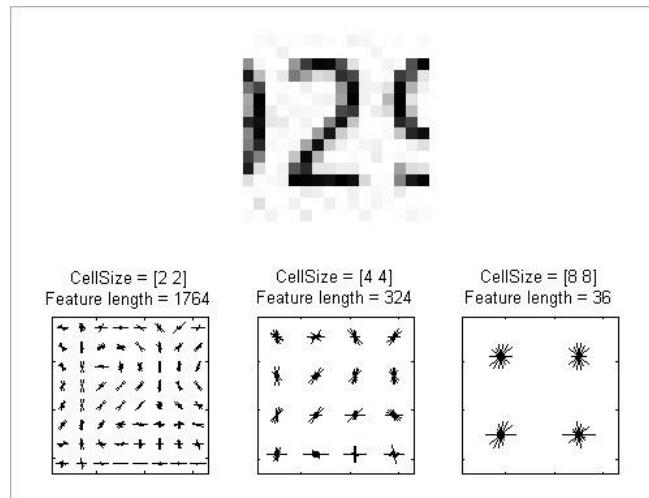 2
CellSize = [2 2]
Feature length = 1764
CellSize = [4 4]
Feature length = 324
CellSize = [8 8]
Feature length = 36